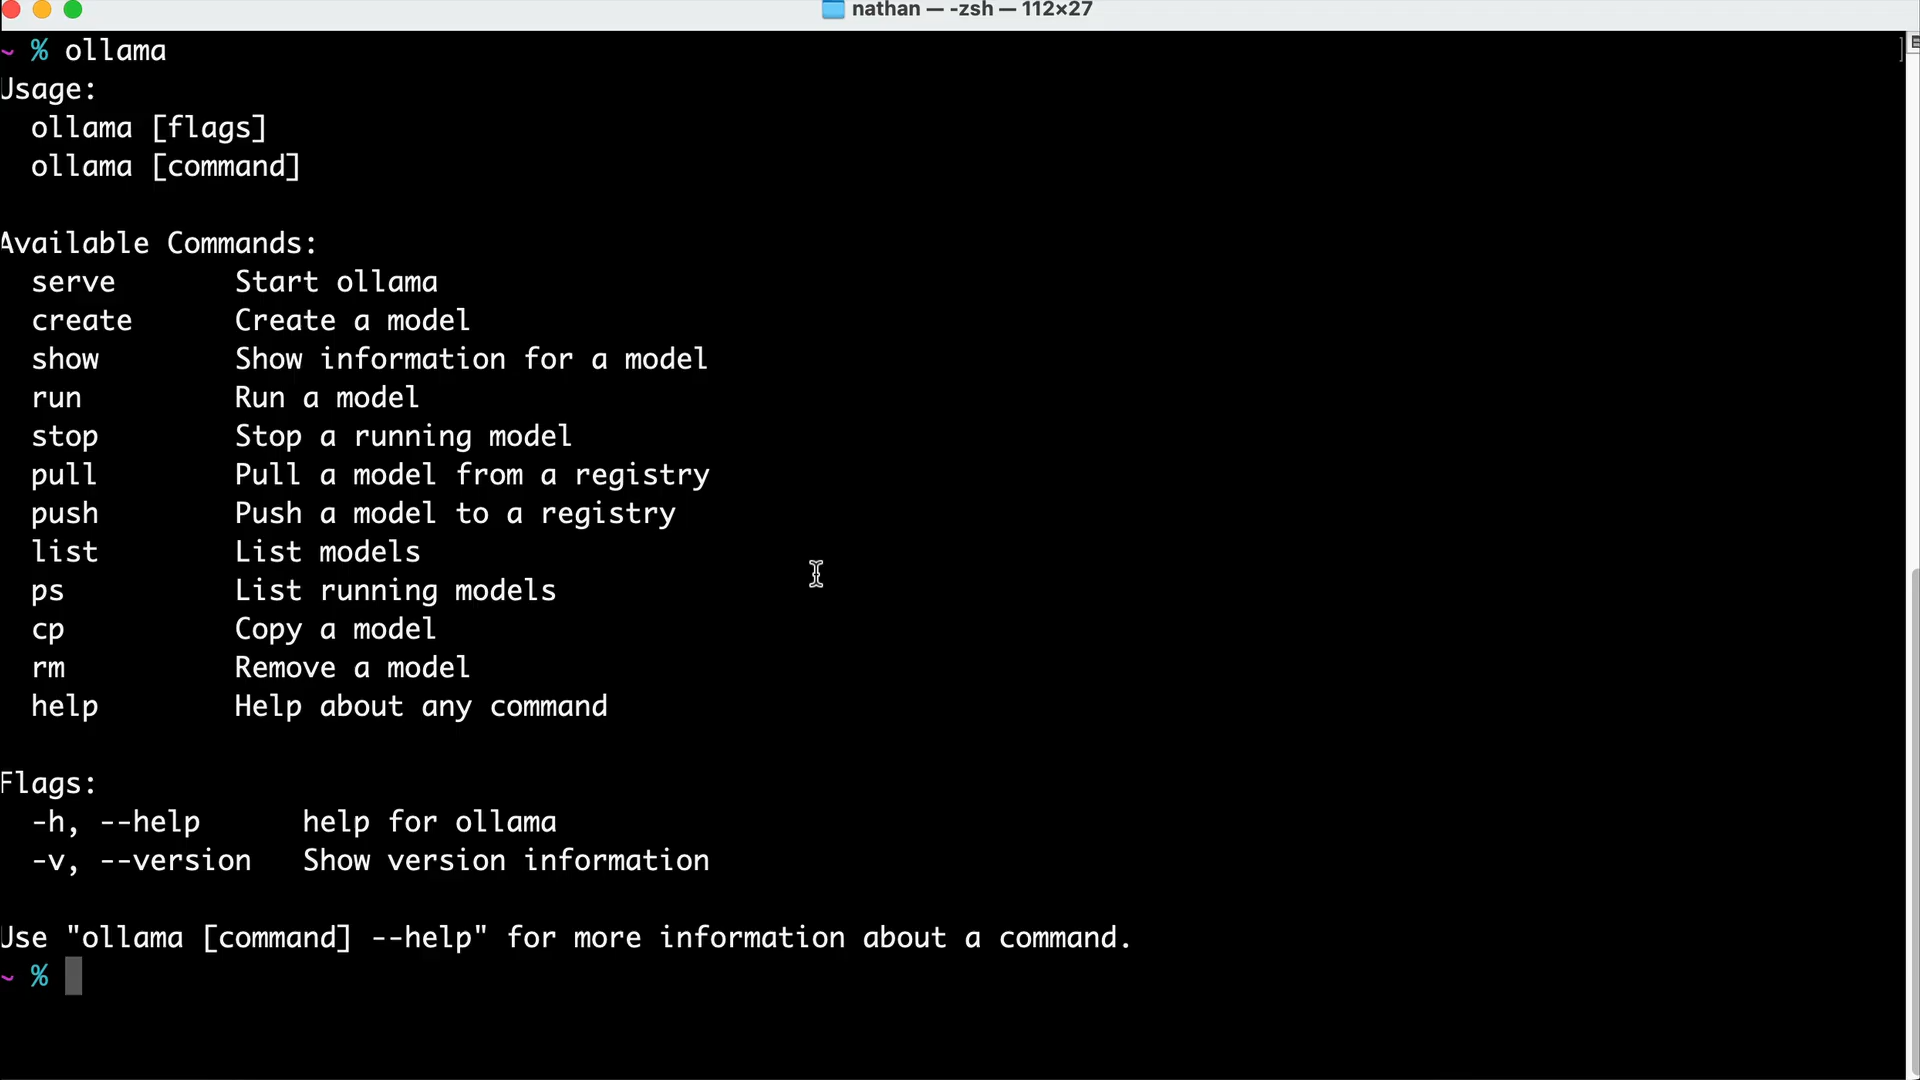 nathan — -zsh — 112×27
~ % ollama
Usage:
  ollama [flags]
  ollama [command]

Available Commands:
  serve       Start ollama
  create      Create a model
  show        Show information for a model
  run         Run a model
  stop        Stop a running model
  pull        Pull a model from a registry
  push        Push a model to a registry
  list        List models
  ps          List running models
  cp          Copy a model
  rm          Remove a model
  help        Help about any command

Flags:
  -h, --help      help for ollama
  -v, --version   Show version information

Use "ollama [command] --help" for more information about a command.
~ %